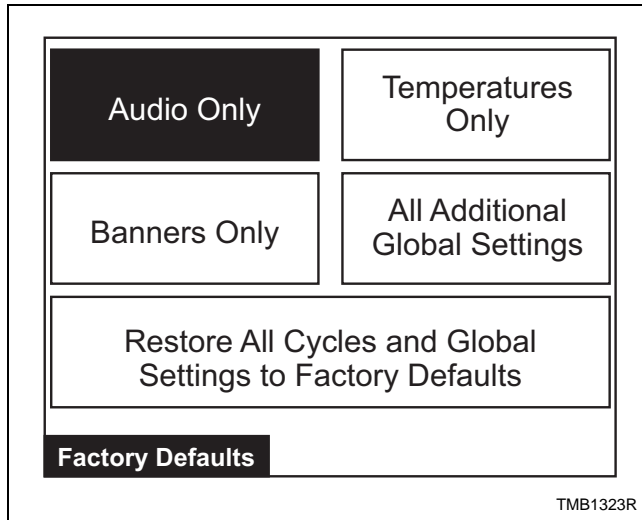 Audio Only
Temperatures
Only
Banners Only
All Additional
Global Settings
Restore All Cycles and Global
Settings to Factory Defaults
Factory Defaults
TMB1323R